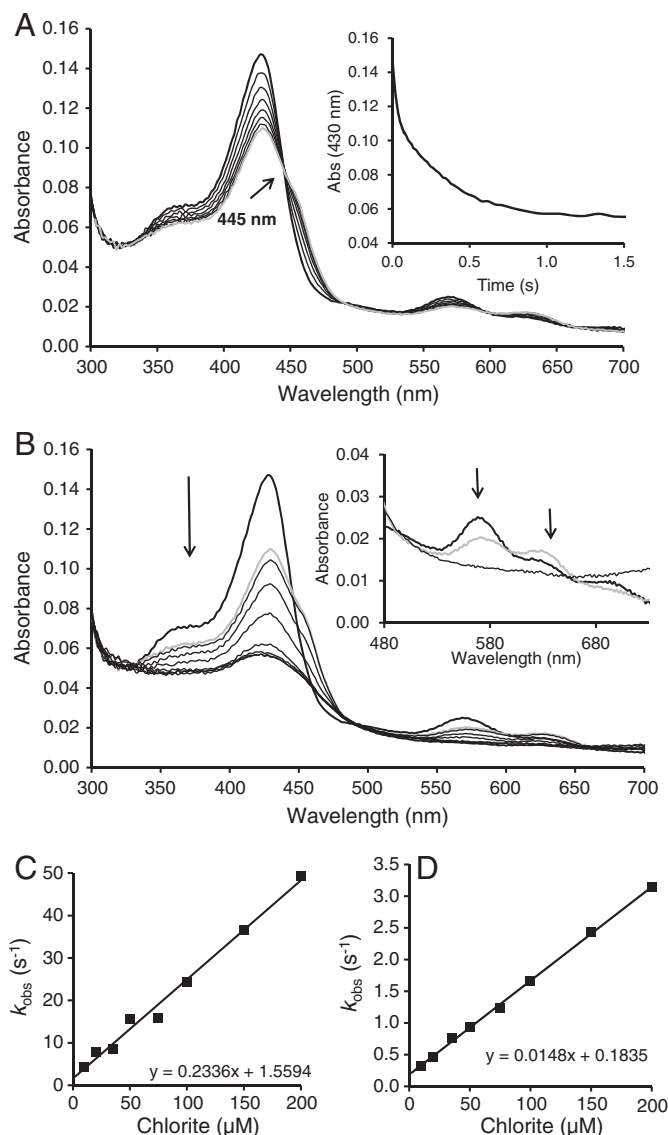 A
0.16
0.14
0.12
0.10
0.08
0.06
0.04
0.02
0.00
Absorbance
300 350 400 450 500 550 600 650 700
Wavelength (nm)
445 nm
0.16
0.14
0.12
0.10
0.08
0.06
0.04
Abs (430 nm)
0.0 0.5 1.0 1.5
Time (s)
B
0.16
0.14
0.12
0.10
0.08
0.06
0.04
0.02
0.00
Absorbance
300 350 400 450 500 550 600 650 700
Wavelength (nm)
0.04
0.03
0.02
0.01
0.00
Absorbance
480 580 680
Wavelength (nm)
C
50
40
30
20
10
0
kobs (s-1)
y = 0.2336x + 1.5594
0 50 100 150 200
Chlorite (µM)
D
3.5
3.0
2.5
2.0
1.5
1.0
0.5
0.0
kobs (s-1)
y = 0.0148x + 0.1835
0 50 100 150 200
Chlorite (µM)